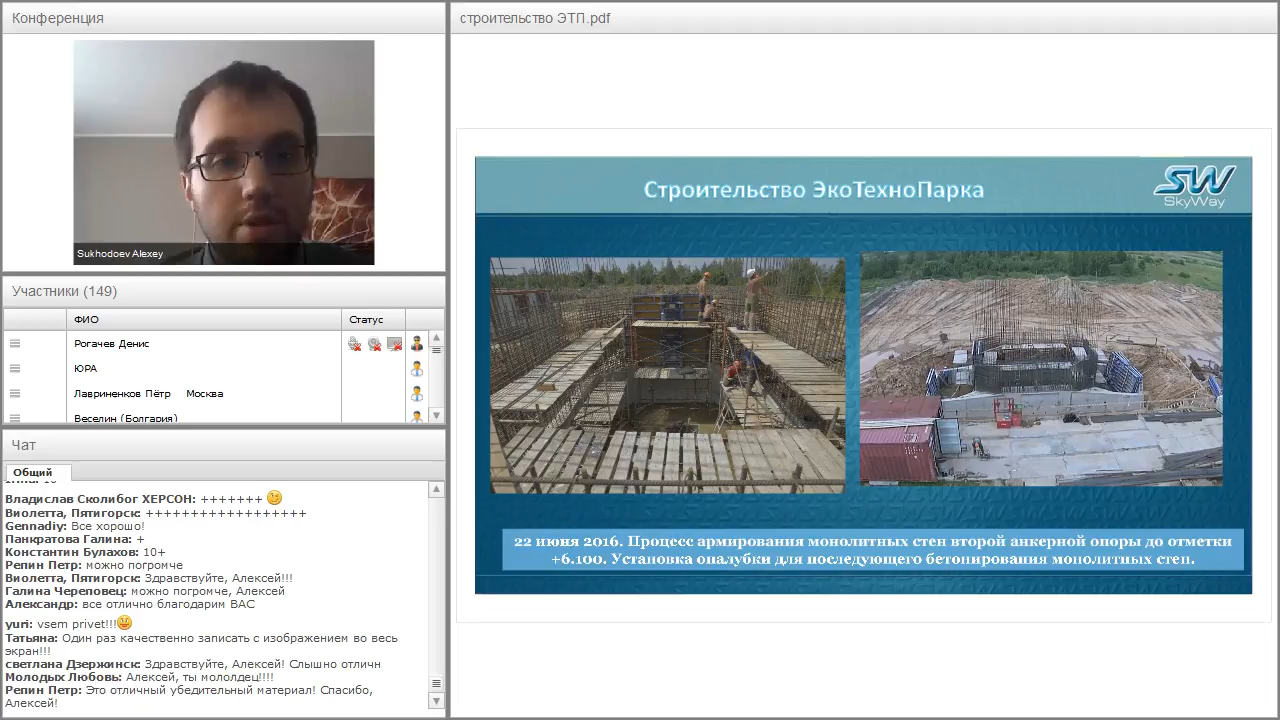 Конференция
Sukhodoev Alexey
Участники (149)
ФИО
Статус
Рогачев Денис
ЮРА
Лавриненков Пётр Москва
Веселин (Болгария)
Чат
Общий
Владислав Сколибог ХЕРСОН: +++++++
Виолетта, Пятигорск: ++++++++++++++++++
Gennadiy: Все хорошо!
Панкратова Галина: +
Константин Булахов: 10+
Репин Петр: можно погромче
Виолетта, Пятигорск: Здравствуйте, Алексей!!!
Галина Череповец: можно погромче, Алексей
Александр: все отлично благодарим ВАС
yuri: vsem privet!!!
Татьяна: Один раз качественно записать с изображением во весь
экран!!!
светлана Дзержинск: Здравствуйте, Алексей! Слышно отличн
Молодых Любовь: Алексей, ты мололдец!!!!
Репин Петр: Это отличный убедительный материал! Спасибо,
Алексей!
строительство ЭТП.pdf
Строительство ЭкоТехноПарка
SW
SkyWay
22 июня 2016. Процесс армирования монолитных стен второй анкерной опоры до отметки
+6.100. Установка опалубки для последующего бетонирования монолитных стен.